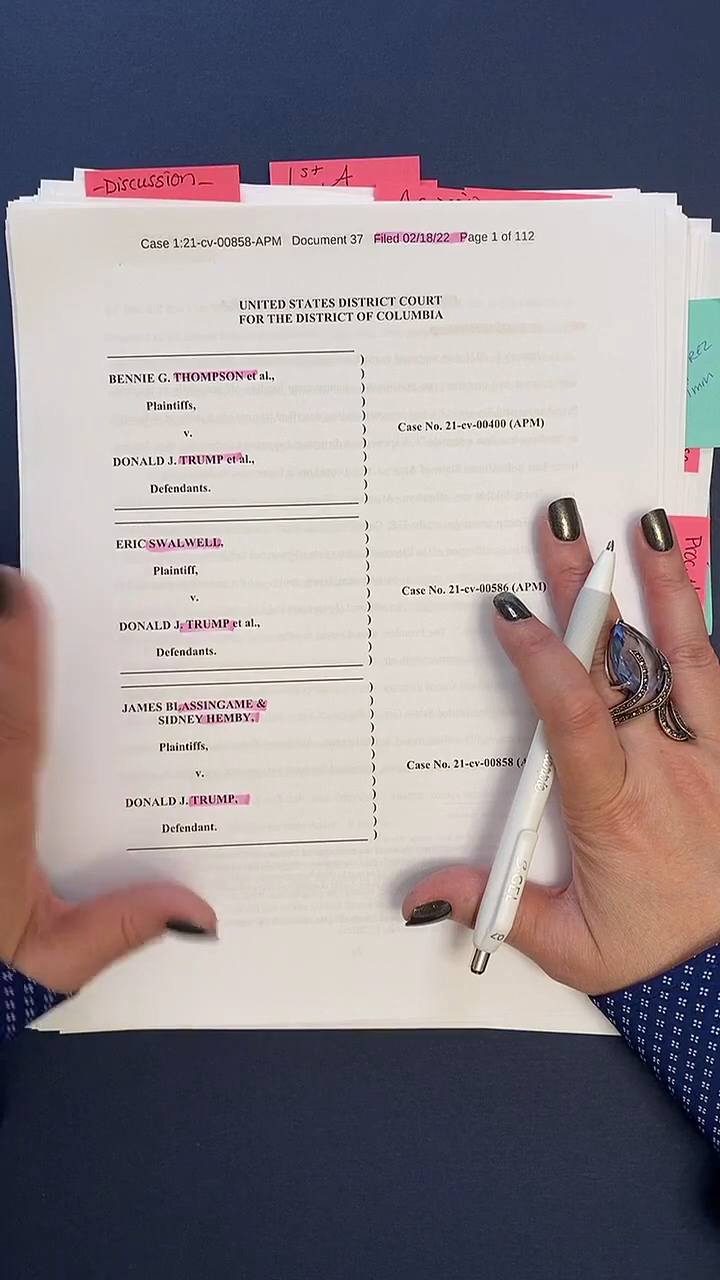 -Discussion-
1st A
Case 1:21-cv-00858-APM Document 37 Filed 02/18/22 Page 1 of 112
UNITED STATES DISTRICT COURT
FOR THE DISTRICT OF COLUMBIA
BENNIE G. THOMPSON et al.,
Plaintiffs,
v.
Case No. 21-cv-00400 (APM)
DONALD J. TRUMP et al.,
Defendants.
ERIC SWALWELL,
Plaintiff,
v.
Case No. 21-cv-00586 (APM)
DONALD J. TRUMP et al.,
Defendants.
JAMES BLASSINGAME &
SIDNEY HEMBY,
Plaintiffs,
v.
Case No. 21-cv-00858 (A
DONALD J. TRUMP,
Defendant.
S·GEL
07